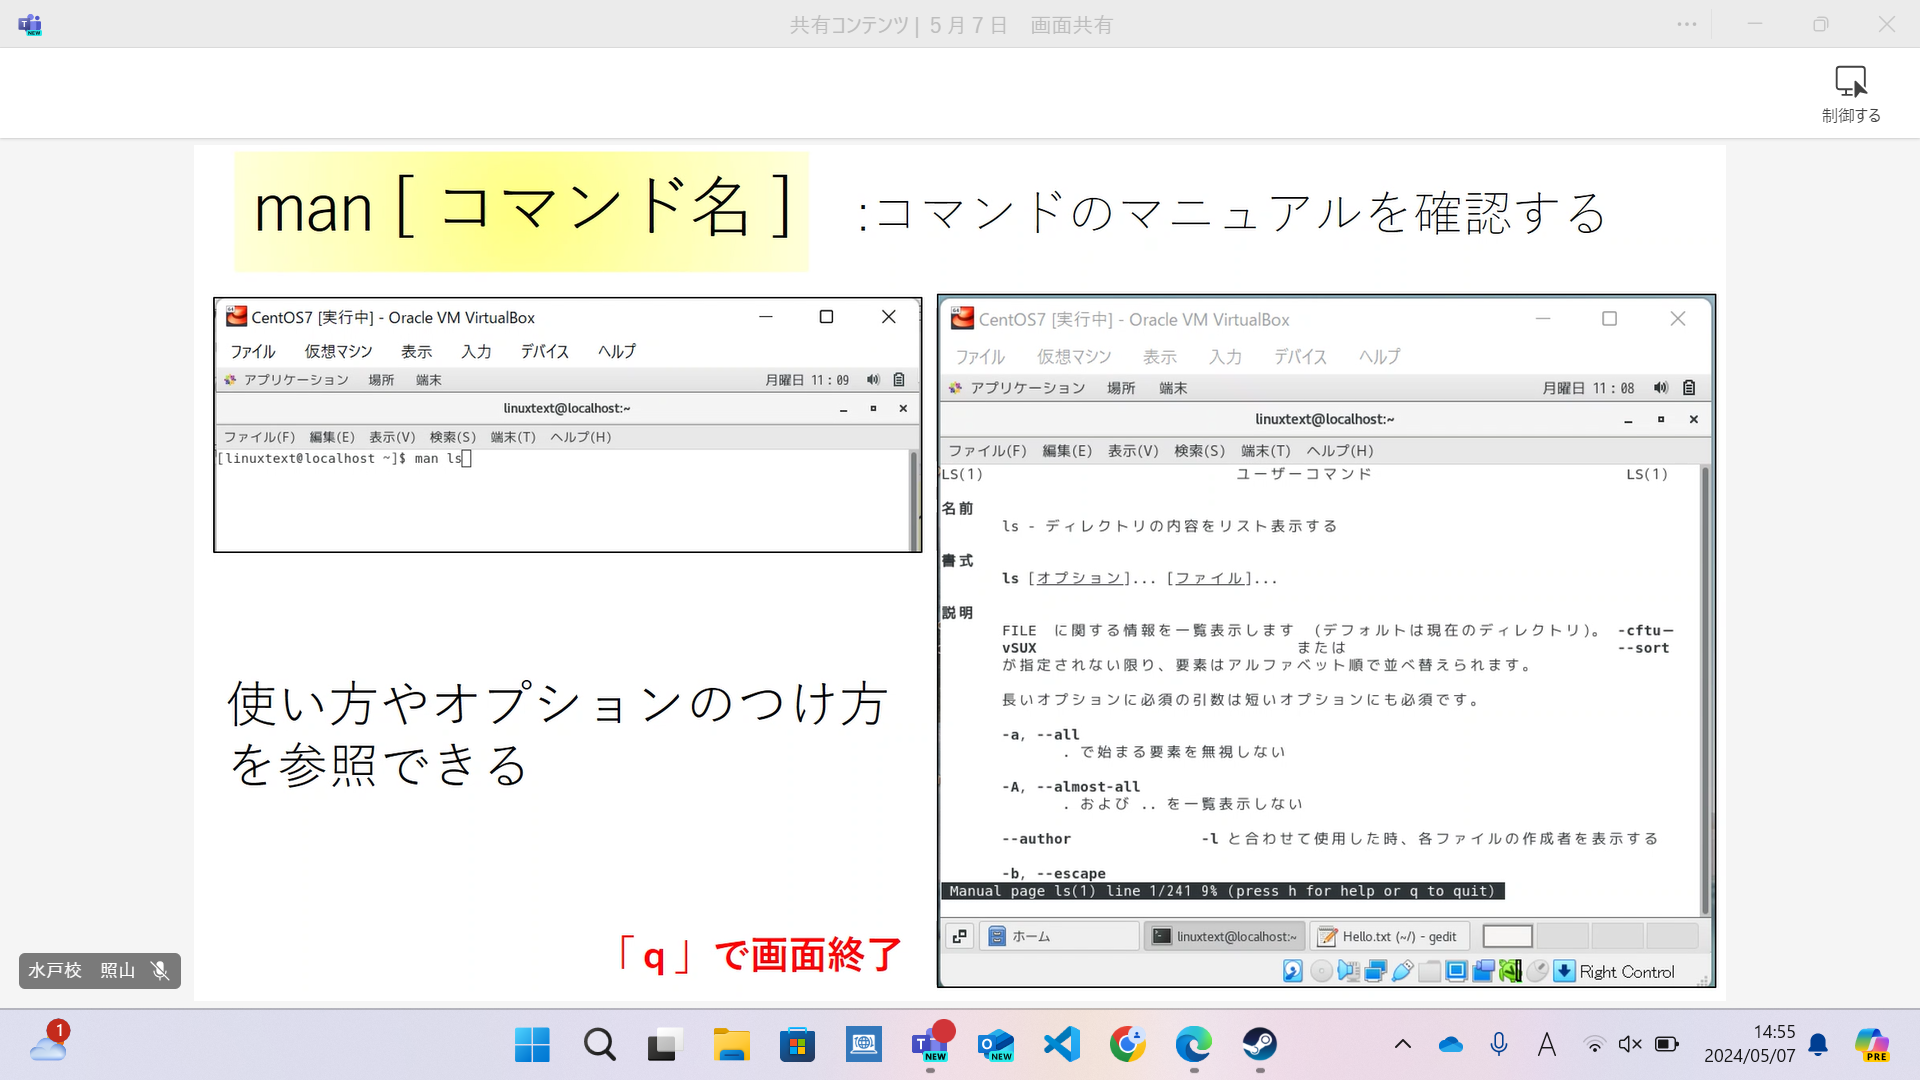 共有コンテンツ | 5月7日　画面共有
制御する
man [ コマンド名 ]　:コマンドのマニュアルを確認する
CentOS7 [実行中] - Oracle VM VirtualBox
ファイル　仮想マシン　表示　入力　デバイス　ヘルプ
アプリケーション　場所　端末　月曜日 11：09
linuxtext@localhost:~
ファイル(F)　編集(E)　表示(V)　検索(S)　端末(T)　ヘルプ(H)
[linuxtext@localhost ~]$ man ls
使い方やオプションのつけ方
を参照できる
「 q 」で画面終了
CentOS7 [実行中] - Oracle VM VirtualBox
ファイル　仮想マシン　表示　入力　デバイス　ヘルプ
アプリケーション　場所　端末　月曜日 11：08
linuxtext@localhost:~
ファイル(F)　編集(E)　表示(V)　検索(S)　端末(T)　ヘルプ(H)
LS(1)　ユーザーコマンド　LS(1)
名前
ls - ディレクトリの内容をリスト表示する
書式
ls [オプション]... [ファイル]...
説明
FILE　に関する情報を一覧表示します　(デフォルトは現在のディレクトリ)。 -cftu‐
vSUX　または　--sort
が指定されない限り、要素はアルファベット順で並べ替えられます。
長いオプションに必須の引数は短いオプションにも必須です。
-a, --all
. で始まる要素を無視しない
-A, --almost-all
. および .. を一覧表示しない
--author　-l と合わせて使用した時、各ファイルの作成者を表示する
-b, --escape
Manual page ls(1) line 1/241 9% (press h for help or q to quit)
ホーム　linuxtext@localhost:~　Hello.txt (~/) - gedit
Right Control
水戸校　照山
1
NEW
NEW
A
14:55
2024/05/07
PRE